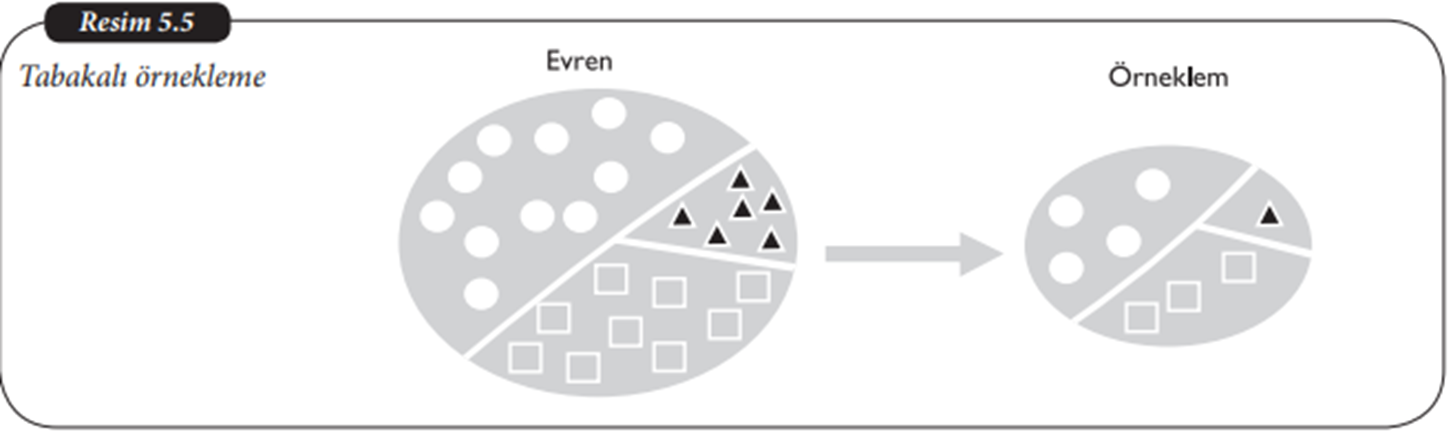 Resim 5.5
Tabakalı örnekleme
Evren
Örneklem